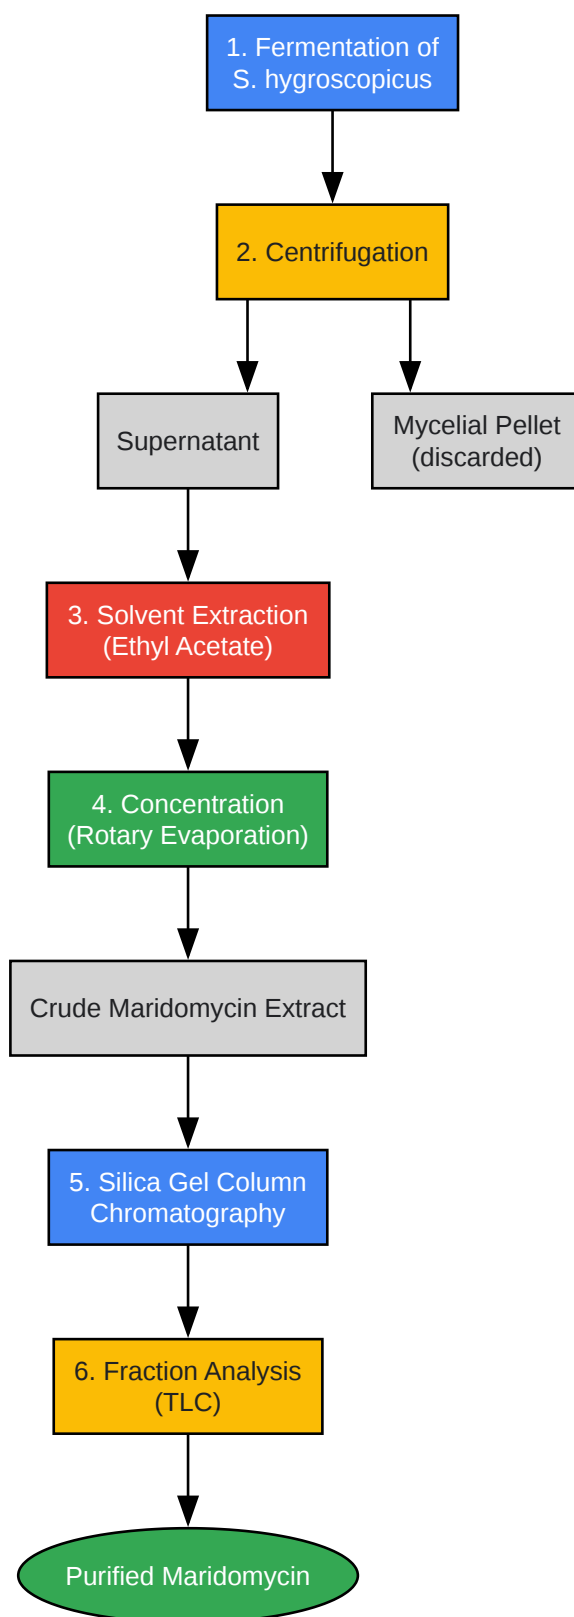 1. Fermentation of
S. hygroscopicus
2. Centrifugation
Supernatant
Mycelial Pellet
(discarded)
3. Solvent Extraction
(Ethyl Acetate)
4. Concentration
(Rotary Evaporation)
Crude Maridomycin Extract
5. Silica Gel Column
Chromatography
6. Fraction Analysis
(TLC)
Purified Maridomycin